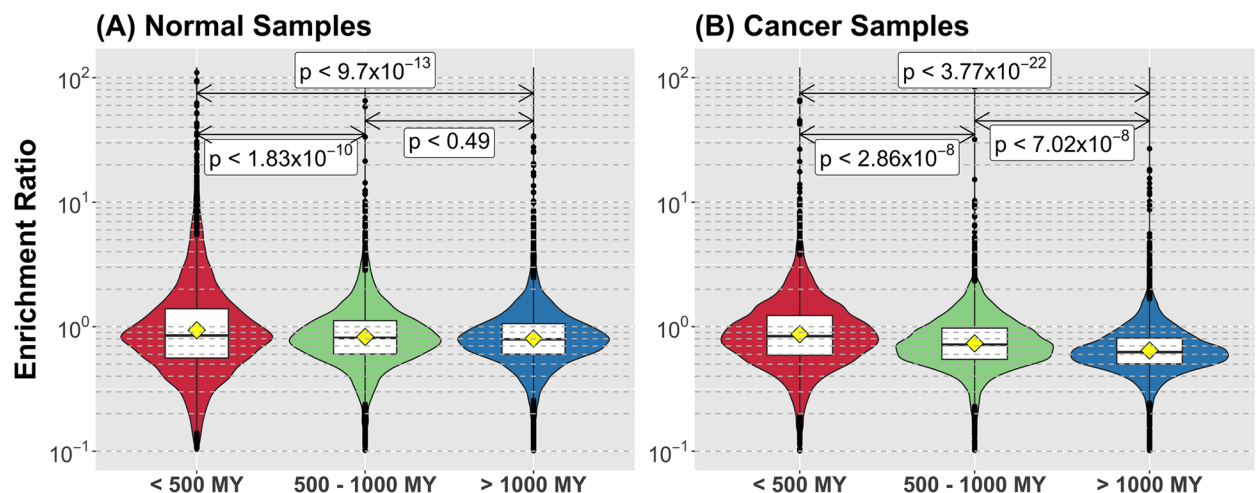 (A) Normal Samples
(B) Cancer Samples
Enrichment Ratio
10²
10¹
10⁰
10⁻¹
p < 9.7x10⁻¹³
p < 1.83x10⁻¹⁰
p < 0.49
< 500 MY
500 - 1000 MY
> 1000 MY
10²
10¹
10⁰
10⁻¹
p < 3.77x10⁻²²
p < 2.86x10⁻⁸
p < 7.02x10⁻⁸
< 500 MY
500 - 1000 MY
> 1000 MY